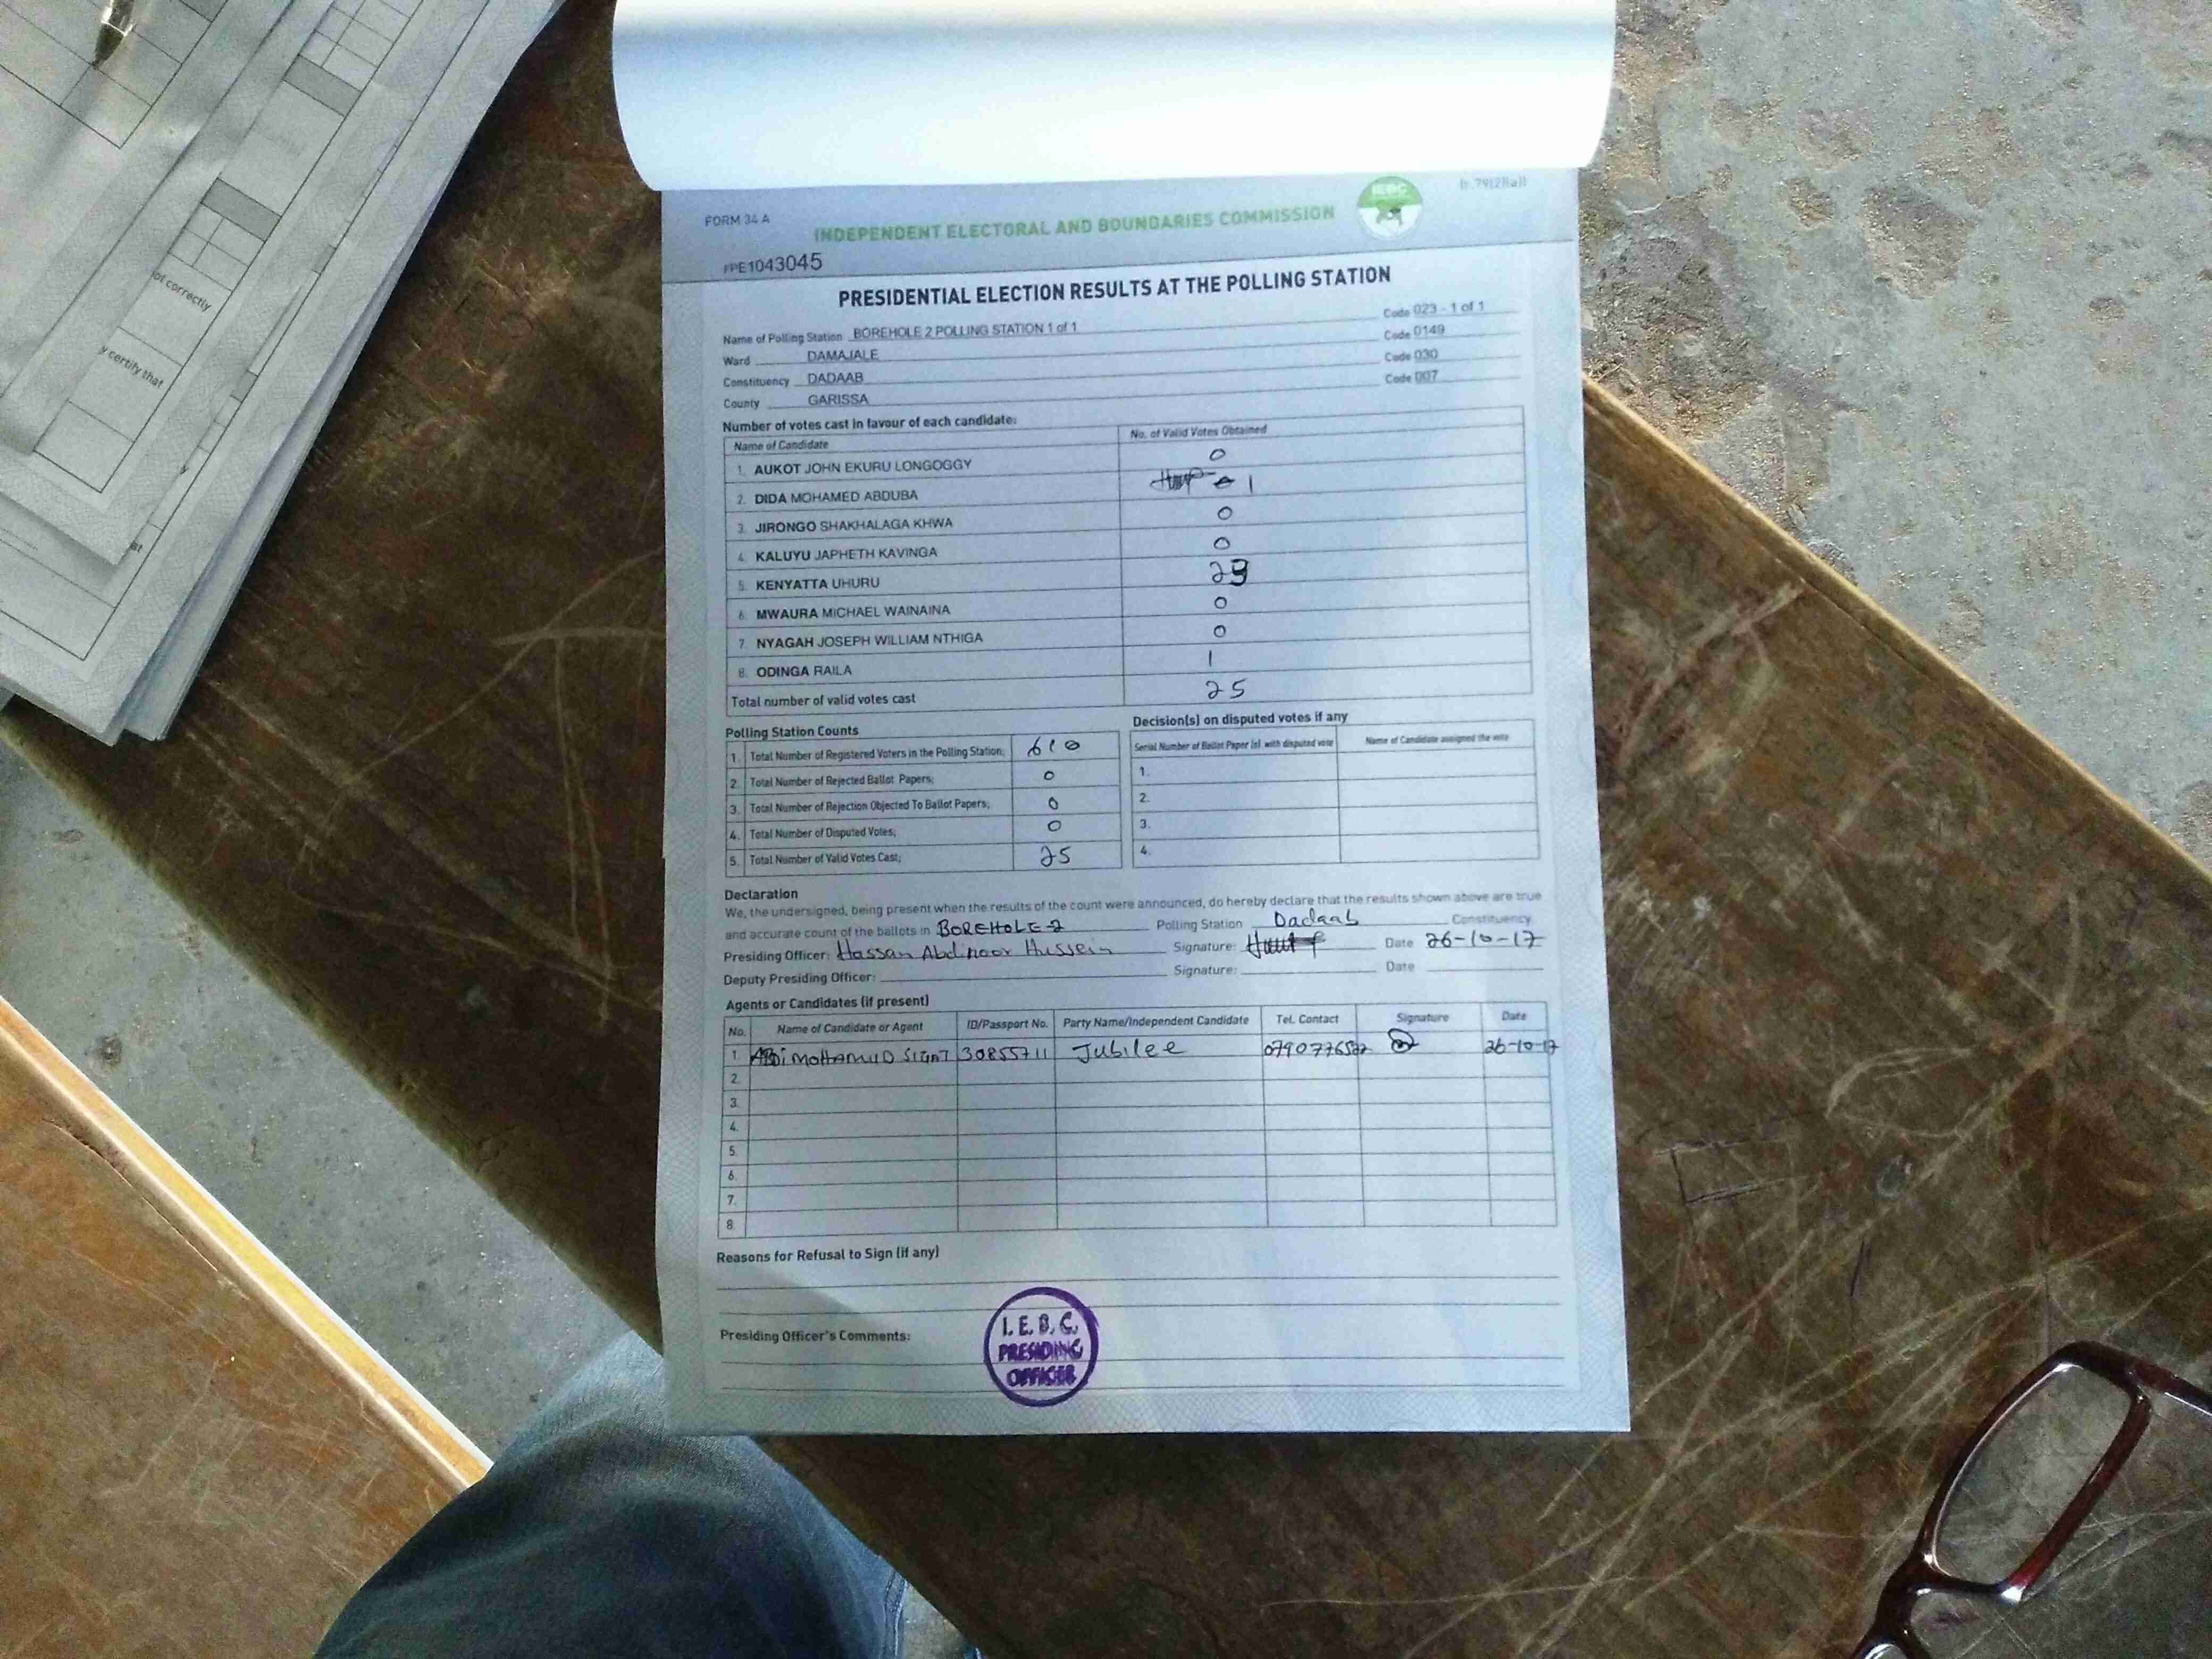 ot correctly
y certify that
FORM 34 A
INDEPENDENT ELECTORAL AND BOUNDARIES COMMISSION
IEBC
PE1043045
PRESIDENTIAL ELECTION RESULTS AT THE POLLING STATION
Name of Polling Station BOREHOLE 2 POLLING STATION 1 of 1 Code 023 - 1 of 1
Ward DAMAJALE Code 0149
Constituency DADAAB Code 030
County GARISSA Code 007
Number of votes cast in favour of each candidate:
Name of Candidate No. of Valid Votes Obtained
1. AUKOT JOHN EKURU LONGOGGY 0
2. DIDA MOHAMED ABDUBA 1
3. JIRONGO SHAKHALAGA KHWA 0
4. KALUYU JAPHETH KAVINGA 0
5. KENYATTA UHURU 23
6. MWAURA MICHAEL WAINAINA 0
7. NYAGAH JOSEPH WILLIAM NTHIGA 0
8. ODINGA RAILA 1
Total number of valid votes cast 25
Polling Station Counts
1. Total Number of Registered Voters in the Polling Station; 610
2. Total Number of Rejected Ballot Papers; 0
3. Total Number of Rejection Objected To Ballot Papers; 0
4. Total Number of Disputed Votes; 0
5. Total Number of Valid Votes Cast; 25
Decision(s) on disputed votes if any
Serial Number of Ballot Paper (s) with disputed vote Name of Candidate assigned the vote
1.
2.
3.
4.
Declaration
We, the undersigned, being present when the results of the count were announced, do hereby declare that the results shown above are true
and accurate count of the ballots in BOREHOLE-2 Polling Station Dadaab Constituency.
Presiding Officer: Hassan Abdinoor Hussein Signature: Date 26-10-17
Deputy Presiding Officer: Signature: Date
Agents or Candidates (if present)
No. Name of Candidate or Agent ID/Passport No. Party Name/Independent Candidate Tel. Contact Signature Date
1. ABDI MOHAMUD 30855711 Jubilee 26-10-17
2.
3.
4.
5.
6.
7.
8.
Reasons for Refusal to Sign (if any)
Presiding Officer's Comments:
I.E.B.C.
PRESIDING
OFFICER